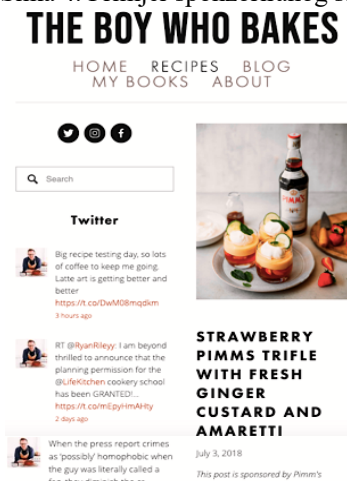 THE BOY WHO BAKES
HOME RECIPES BLOG
MY BOOKS ABOUT
Search
Twitter
Big recipe testing day, so lots
of coffee to keep me going.
Latte art is getting better and
better
https://t.co/DwM08mqdkm
3 hours ago
RT @RyanRileyy: I am beyond
thrilled to announce that the
planning permission for the
@LifeKitchen cookery school
has been GRANTED!...
https://t.co/mEpyHmAHty
2 days ago
When the press report crimes
as 'possibly' homophobic when
the guy was literally called a
PIMM'S
STRAWBERRY
PIMMS TRIFLE
WITH FRESH
GINGER
CUSTARD AND
AMARETTI
July 3, 2018
This post is sponsored by Pimm's